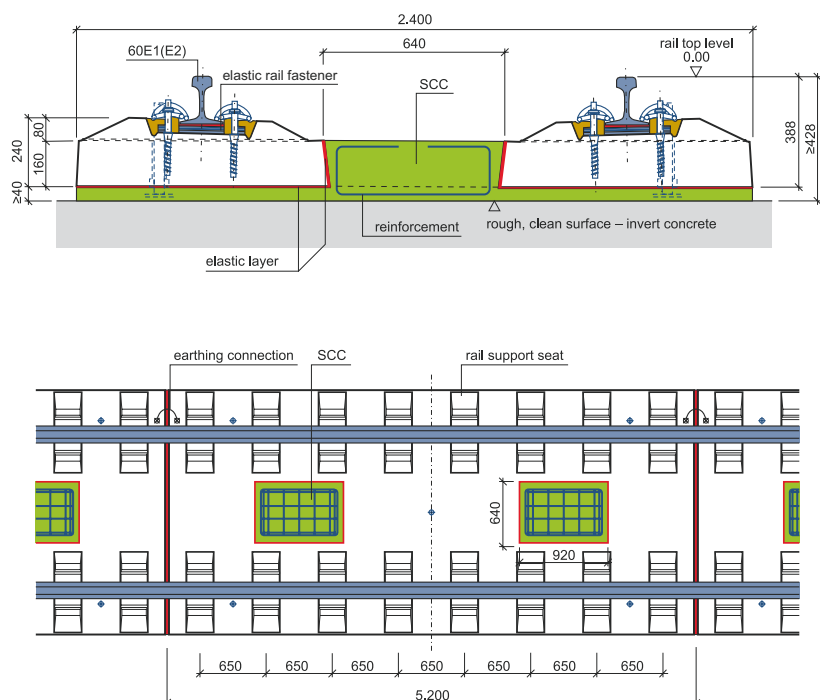 2.400
640
60E1(E2)
elastic rail fastener
SCC
rail top level
0.00
80
240
160
≥40
388
≥428
reinforcement
rough, clean surface – invert concrete
elastic layer
earthing connection
SCC
rail support seat
640
920
650 650 650 650 650 650 650
5.200